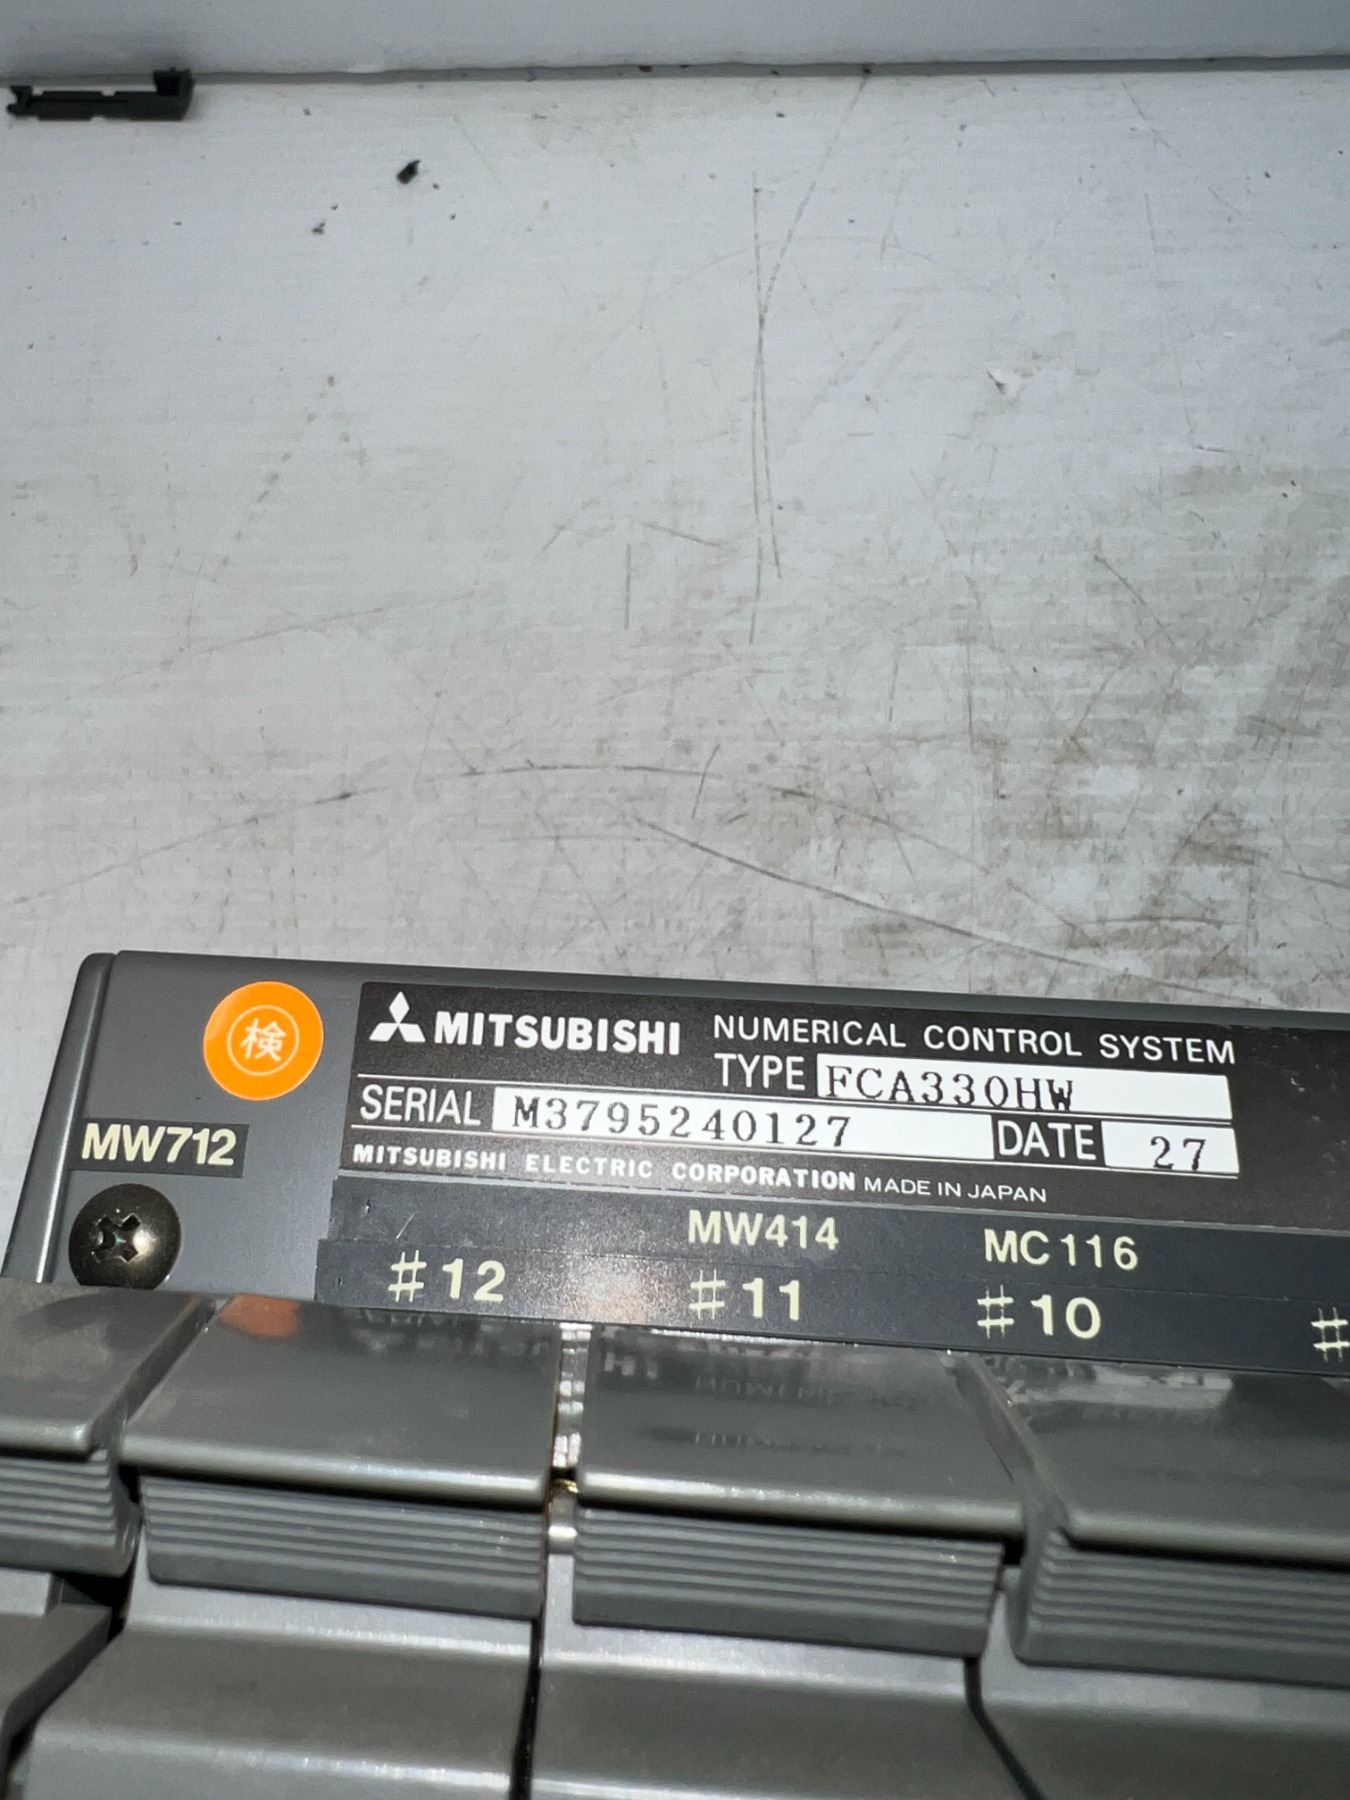 検
MITSUBISHI NUMERICAL CONTROL SYSTEM
TYPE FCA330HW
SERIAL M3795240127 DATE 27
MITSUBISHI ELECTRIC CORPORATION MADE IN JAPAN
MW712
MW414 MC116
#12 #11 #10 #